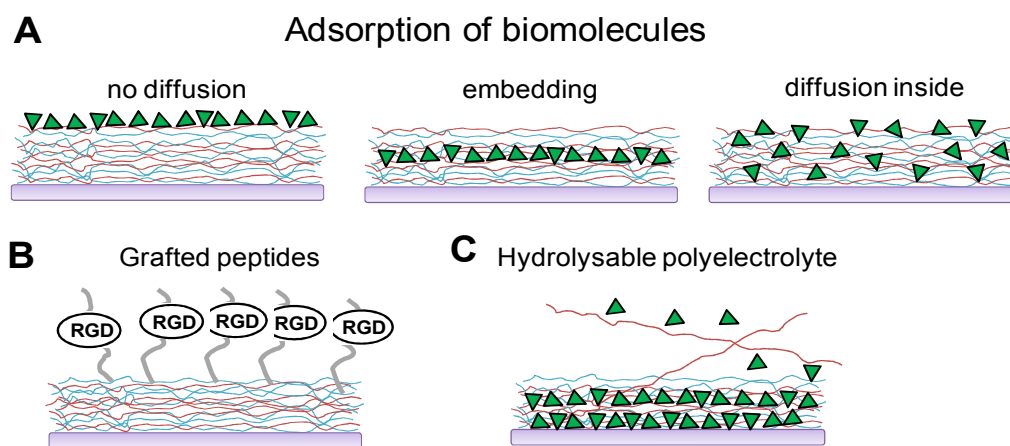 A
Adsorption of biomolecules
no diffusion
embedding
diffusion inside
B
Grafted peptides
RGD
RGD
RGD
RGD
RGD
C
Hydrolysable polyelectrolyte